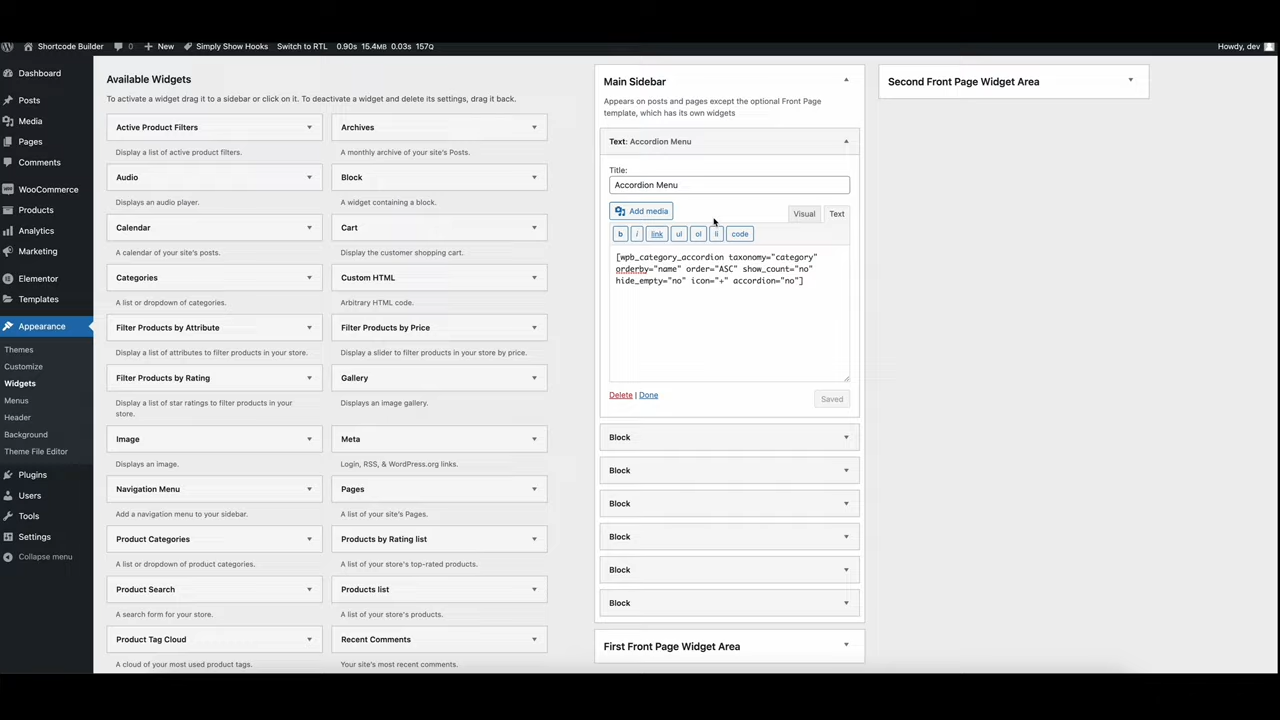 Shortcode Builder 0 New Simply Show Hooks Switch to RTL 0.90s 15.4MB 0.03s 157Q Howdy, dev
Dashboard
Posts
Media
Pages
Comments
WooCommerce
Products
Analytics
Marketing
Elementor
Templates
Appearance
Themes
Customize
Widgets
Menus
Header
Background
Theme File Editor
Plugins
Users
Tools
Settings
Collapse menu
Available Widgets
To activate a widget drag it to a sidebar or click on it. To deactivate a widget and delete its settings, drag it back.
Active Product Filters
Display a list of active product filters.
Archives
A monthly archive of your site's Posts.
Audio
Displays an audio player.
Block
A widget containing a block.
Calendar
A calendar of your site's posts.
Cart
Display the customer shopping cart.
Categories
A list or dropdown of categories.
Custom HTML
Arbitrary HTML code.
Filter Products by Attribute
Display a list of attributes to filter products in your store.
Filter Products by Price
Display a slider to filter products in your store by price.
Filter Products by Rating
Display a list of star ratings to filter products in your
store.
Gallery
Displays an image gallery.
Image
Displays an image.
Meta
Login, RSS, & WordPress.org links.
Navigation Menu
Add a navigation menu to your sidebar.
Pages
A list of your site's Pages.
Product Categories
A list or dropdown of product categories.
Products by Rating list
A list of your store's top-rated products.
Product Search
A search form for your store.
Products list
A list of your store's products.
Product Tag Cloud
A cloud of your most used product tags.
Recent Comments
Your site's most recent comments.
Main Sidebar
Appears on posts and pages except the optional Front Page
template, which has its own widgets
Text: Accordion Menu
Title:
Accordion Menu
Add media
Visual Text
b i link ul ol li code
[wpb_category_accordion taxonomy="category"
orderby="name" order="ASC" show_count="no"
hide_empty="no" icon="+" accordion="no"]
Delete | Done
Saved
Block
Block
Block
Block
Block
Block
First Front Page Widget Area
Second Front Page Widget Area